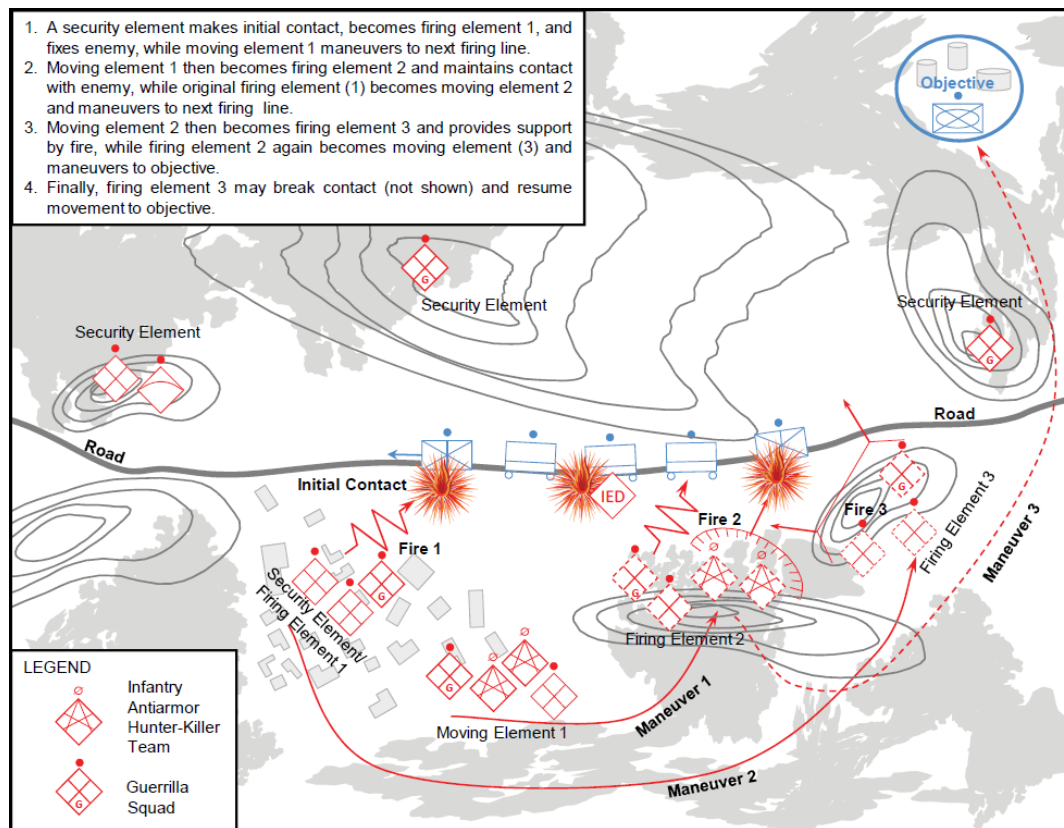 1. A security element makes initial contact, becomes firing element 1, and
fixes enemy, while moving element 1 maneuvers to next firing line.
2. Moving element 1 then becomes firing element 2 and maintains contact
with enemy, while original firing element (1) becomes moving element 2
and maneuvers to next firing line.
3. Moving element 2 then becomes firing element 3 and provides support
by fire, while firing element 2 again becomes moving element (3) and
maneuvers to objective.
4. Finally, firing element 3 may break contact (not shown) and resume
movement to objective.
Objective
G
Security Element
Security Element
Security Element
G
Road
Road
Initial Contact
IED
Fire 1
Fire 2
Fire 3
G
G
G
Security Element/
Firing Element 1
Firing Element 2
Firing Element 3
G
Moving Element 1
Maneuver 1
Maneuver 2
Maneuver 3
LEGEND
Infantry
Antiarmor
Hunter-Killer
Team
G
Guerrilla
Squad